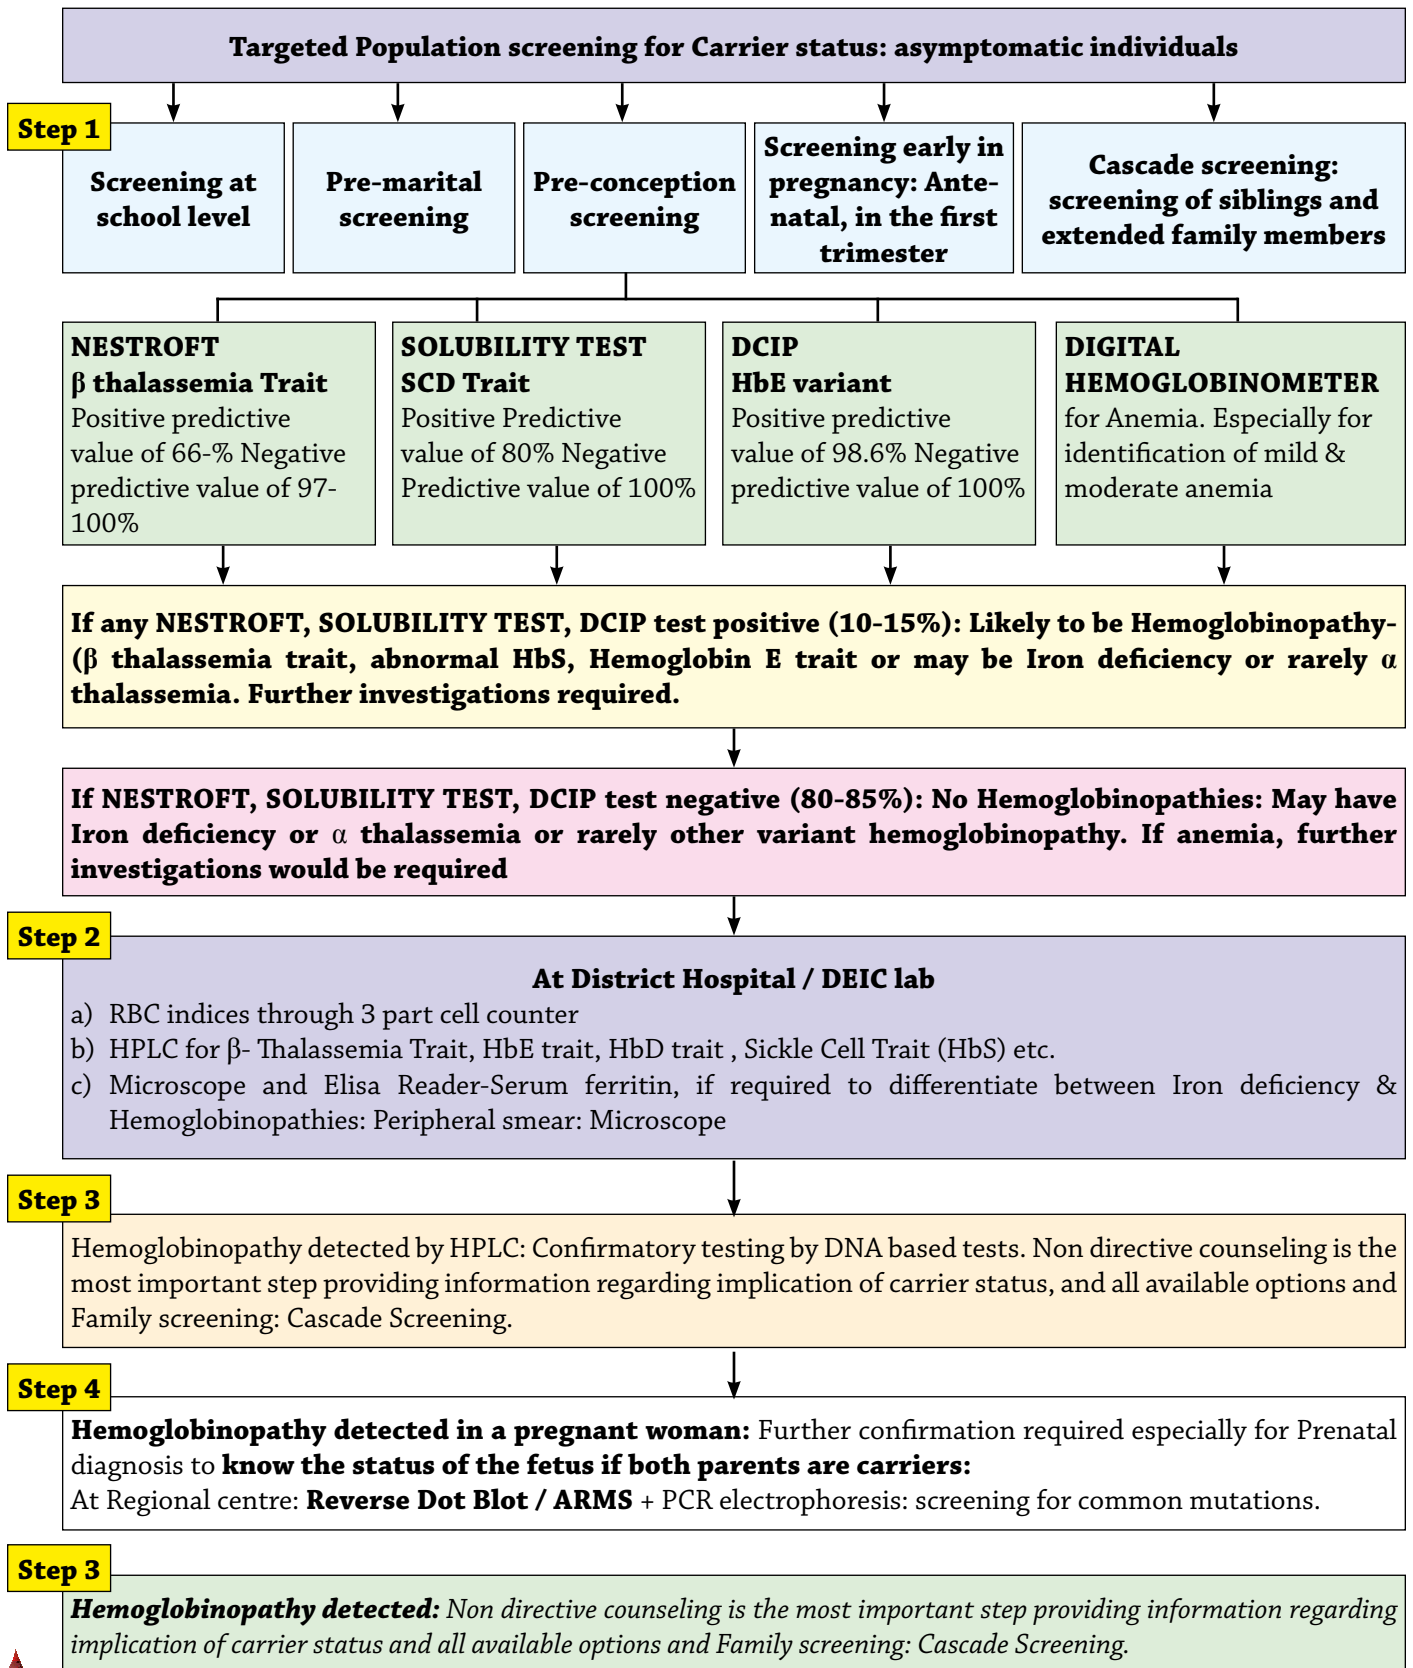 Targeted Population screening for Carrier status: asymptomatic individuals
Step 1
Screening at
school level
Pre-marital
screening
Pre-conception
screening
Screening early in
pregnancy: Ante-
natal, in the first
trimester
Cascade screening:
screening of siblings and
extended family members
NESTROFT
β thalassemia Trait
Positive predictive
value of 66-% Negative
predictive value of 97-
100%
SOLUBILITY TEST
SCD Trait
Positive Predictive
value of 80% Negative
Predictive value of 100%
DCIP
HbE variant
Positive predictive
value of 98.6% Negative
predictive value of 100%
DIGITAL
HEMOGLOBINOMETER
for Anemia. Especially for
identification of mild &
moderate anemia
If any NESTROFT, SOLUBILITY TEST, DCIP test positive (10-15%): Likely to be Hemoglobinopathy-
(β thalassemia trait, abnormal HbS, Hemoglobin E trait or may be Iron deficiency or rarely α
thalassemia. Further investigations required.
If NESTROFT, SOLUBILITY TEST, DCIP test negative (80-85%): No Hemoglobinopathies: May have
Iron deficiency or α thalassemia or rarely other variant hemoglobinopathy. If anemia, further
investigations would be required
Step 2
At District Hospital / DEIC lab
a) RBC indices through 3 part cell counter
b) HPLC for β- Thalassemia Trait, HbE trait, HbD trait , Sickle Cell Trait (HbS) etc.
c) Microscope and Elisa Reader-Serum ferritin, if required to differentiate between Iron deficiency &
Hemoglobinopathies: Peripheral smear: Microscope
Step 3
Hemoglobinopathy detected by HPLC: Confirmatory testing by DNA based tests. Non directive counseling is the
most important step providing information regarding implication of carrier status, and all available options and
Family screening: Cascade Screening.
Step 4
Hemoglobinopathy detected in a pregnant woman: Further confirmation required especially for Prenatal
diagnosis to know the status of the fetus if both parents are carriers:
At Regional centre: Reverse Dot Blot / ARMS + PCR electrophoresis: screening for common mutations.
Step 3
Hemoglobinopathy detected: Non directive counseling is the most important step providing information regarding
implication of carrier status and all available options and Family screening: Cascade Screening.